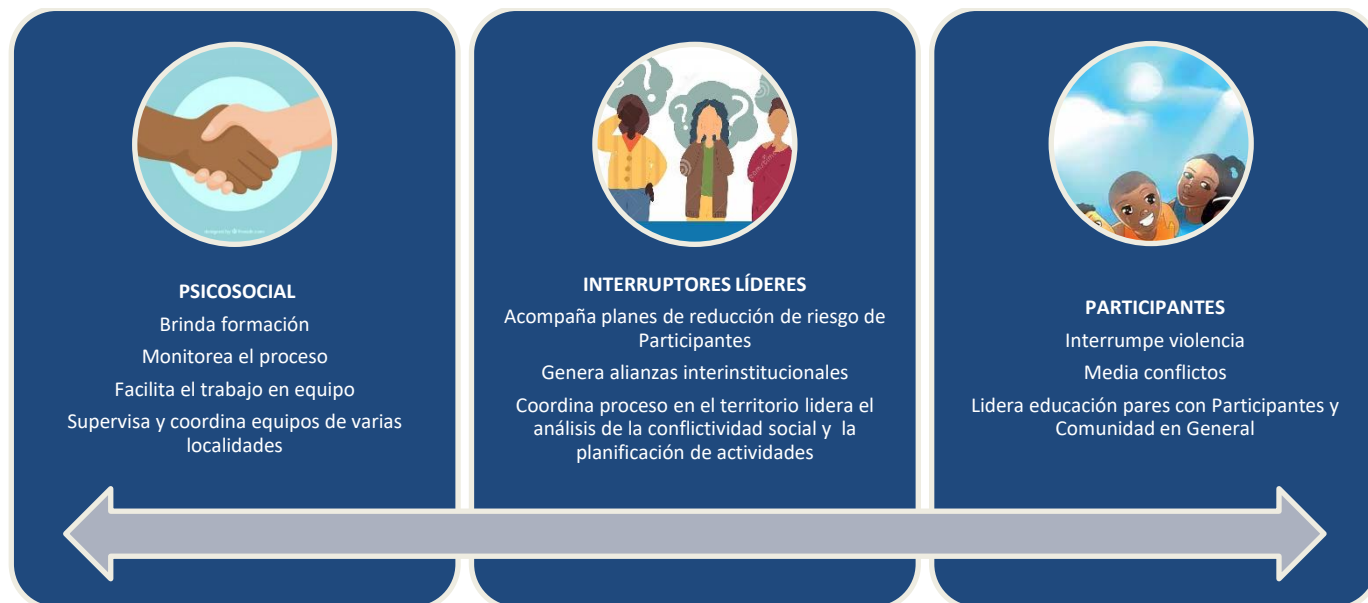 PSICOSOCIAL
Brinda formación
Monitorea el proceso
Facilita el trabajo en equipo
Supervisa y coordina equipos de varias
localidades
INTERRUPTORES LÍDERES
Acompaña planes de reducción de riesgo de
Participantes
Genera alianzas interinstitucionales
Coordina proceso en el territorio lidera el
análisis de la conflictividad social y  la
planificación de actividades
PARTICIPANTES
Interrumpe violencia
Media conflictos
Lidera educación pares con Participantes y
Comunidad en General